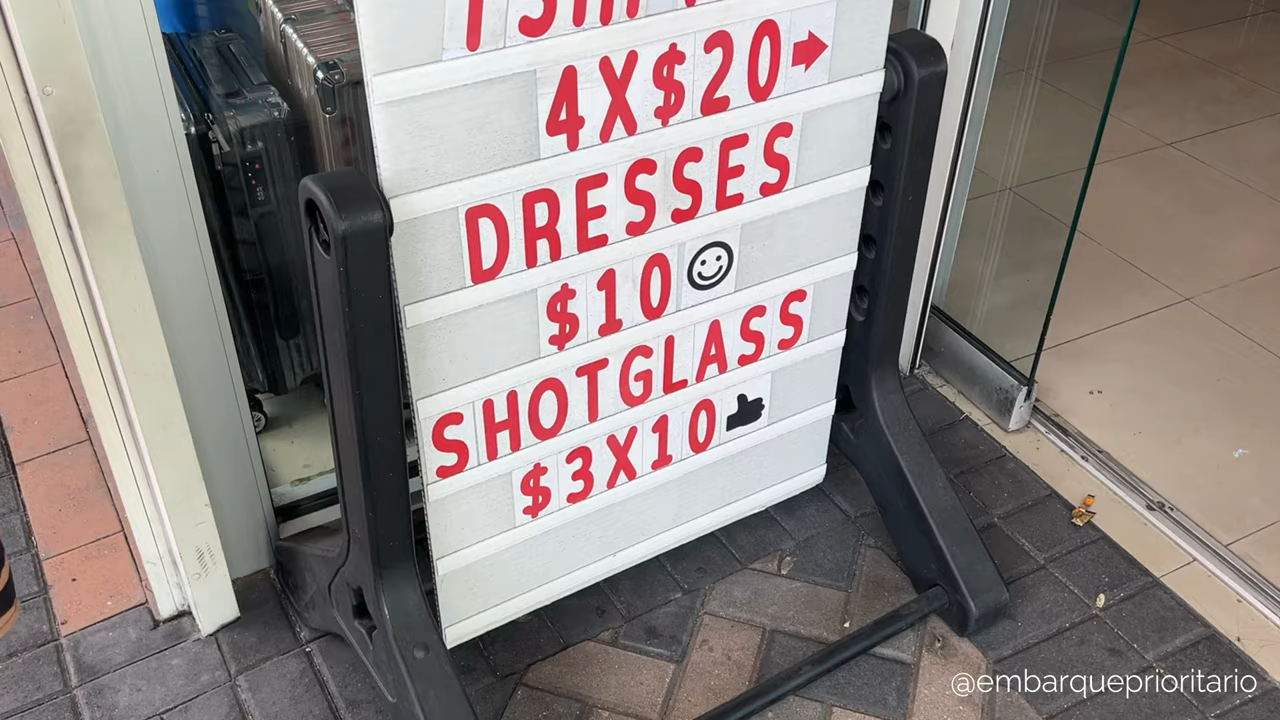 4X$20
DRESSES
$10
SHOTGLASS
$3X10
@embarqueprioritario